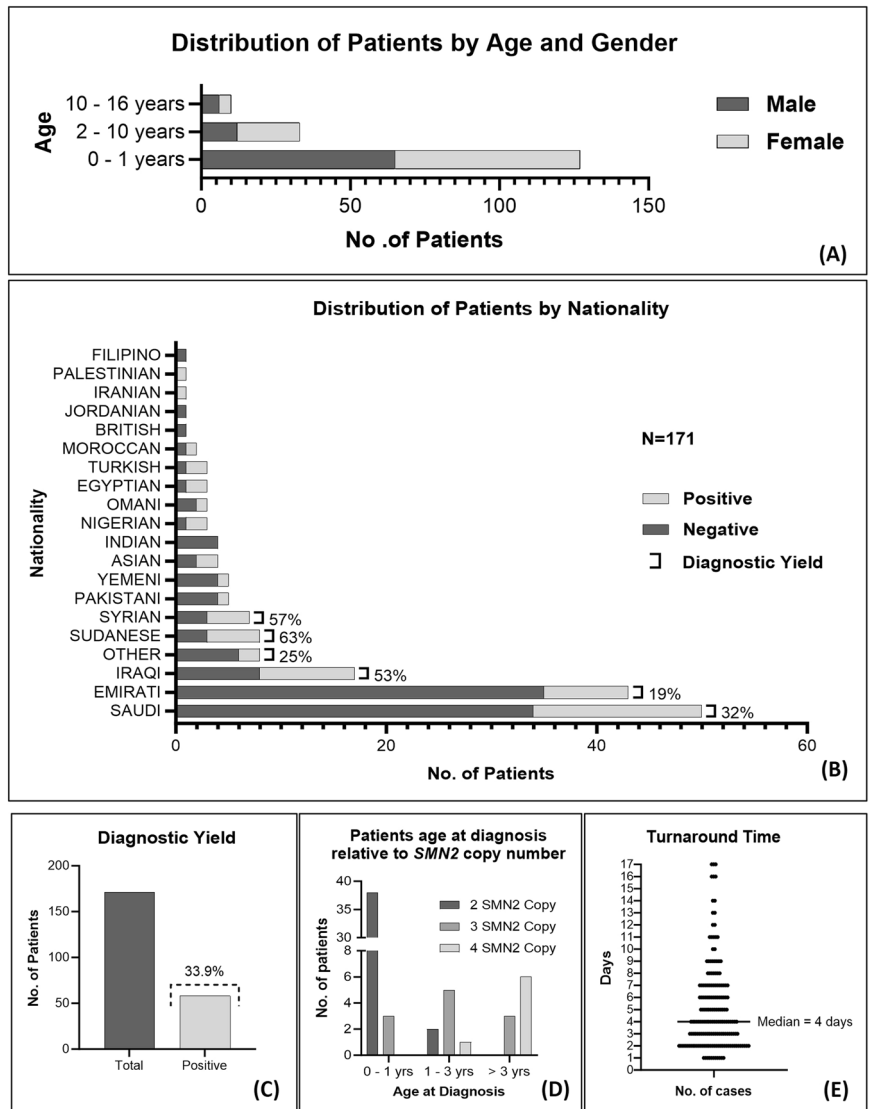 Distribution of Patients by Age and Gender
Age
10 - 16 years
2 - 10 years
0 - 1 years
0 50 100 150
No .of Patients
Male
Female
(A)
Distribution of Patients by Nationality
Nationality
FILIPINO
PALESTINIAN
IRANIAN
JORDANIAN
BRITISH
MOROCCAN
TURKISH
EGYPTIAN
OMANI
NIGERIAN
INDIAN
ASIAN
YEMENI
PAKISTANI
SYRIAN 57%
SUDANESE 63%
OTHER 25%
IRAQI 53%
EMIRATI 19%
SAUDI 32%
0 20 40 60
No. of Patients
N=171
Positive
Negative
Diagnostic Yield
(B)
Diagnostic Yield
No. of Patients
200
150
100
50
0
33.9%
Total Positive
(C)
Patients age at diagnosis
relative to SMN2 copy number
No. of patients
40
35
30
8
6
4
2
0
2 SMN2 Copy
3 SMN2 Copy
4 SMN2 Copy
0 - 1 yrs 1 - 3 yrs > 3 yrs
Age at Diagnosis
(D)
Turnaround Time
Days
17
16
15
14
13
12
11
10
9
8
7
6
5
4
3
2
1
0
Median = 4 days
No. of cases
(E)